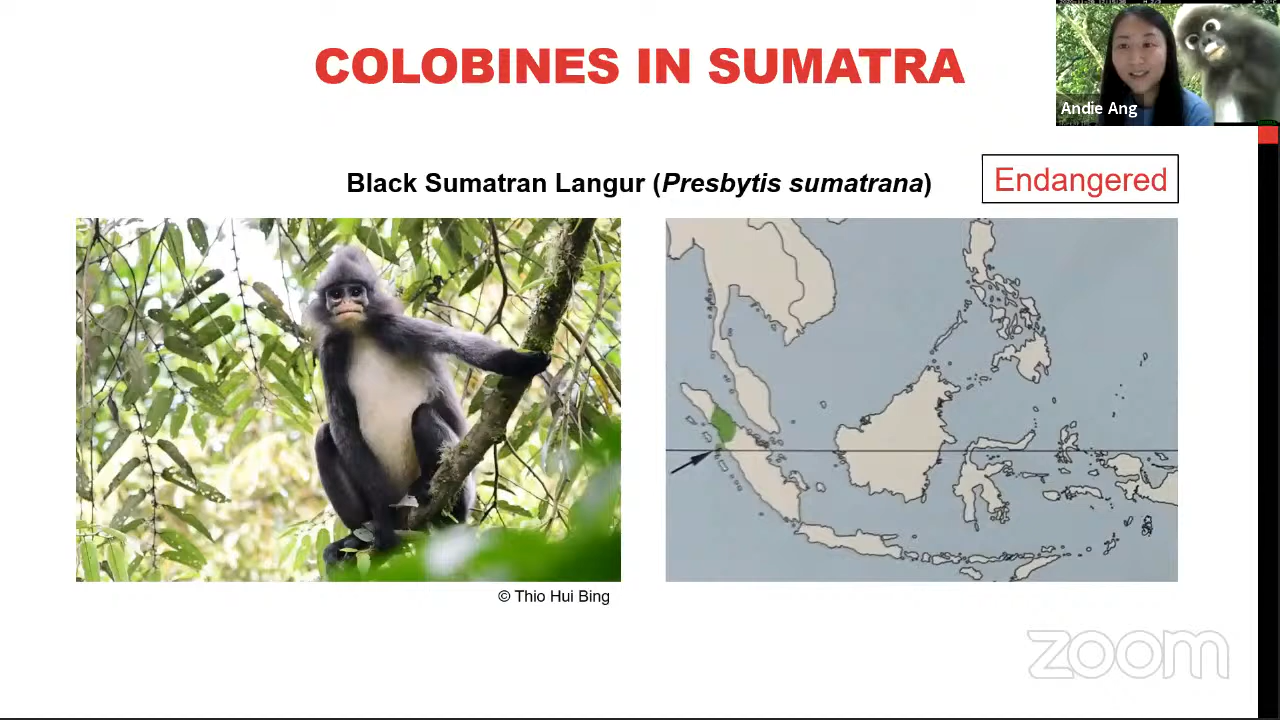 COLOBINES IN SUMATRA
Andie Ang
Black Sumatran Langur (Presbytis sumatrana)
Endangered
© Thio Hui Bing
zoom